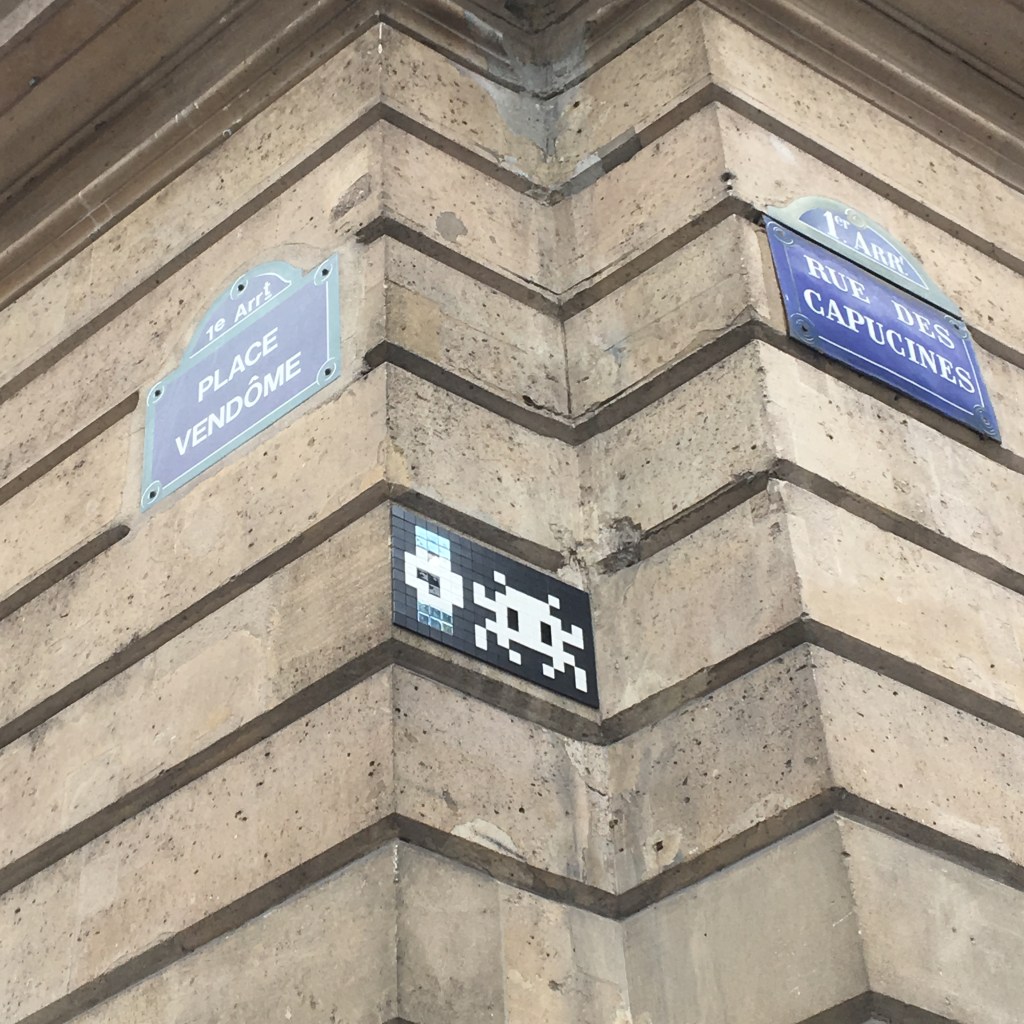 1e Arrt
PLACE
VENDÔME
1er ARRt
RUE DES
CAPUCINES